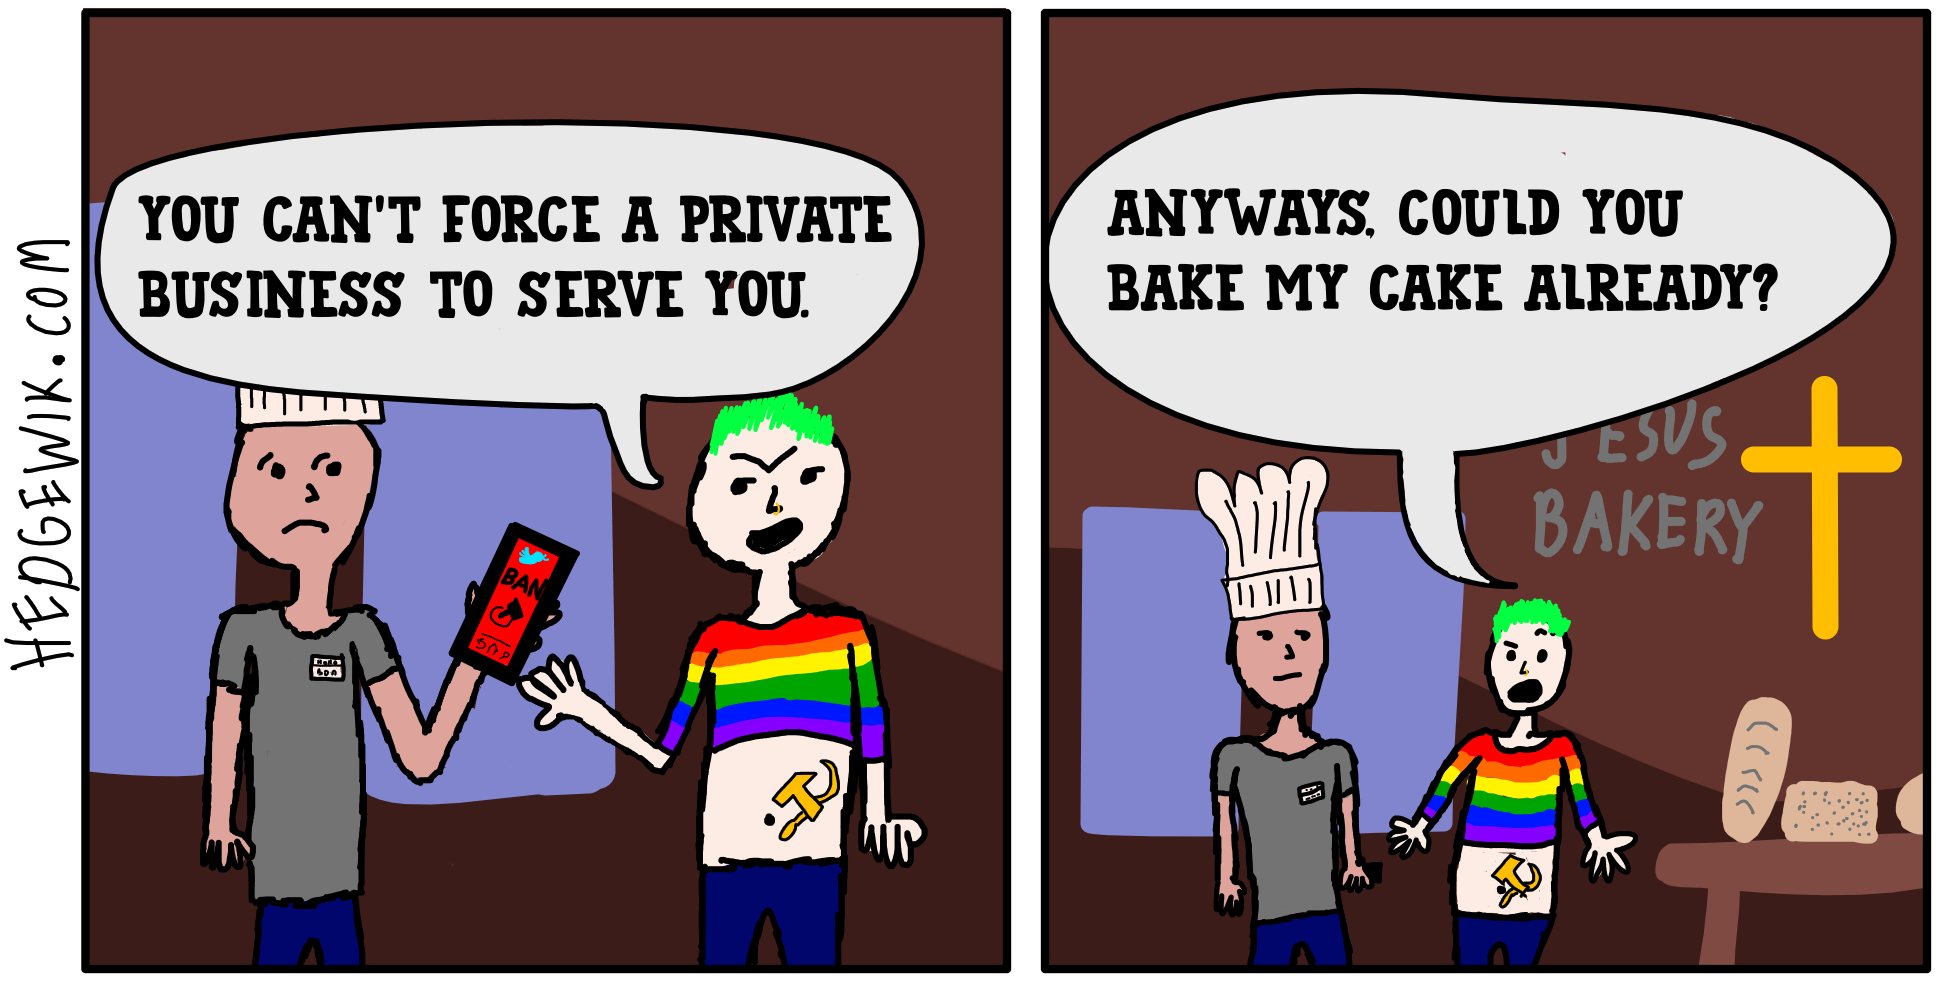 HEDGEWIK.COM
YOU CAN'T FORCE A PRIVATE
BUSINESS TO SERVE YOU.
BAN
ANYWAYS, COULD YOU
BAKE MY CAKE ALREADY?
JESUS
BAKERY